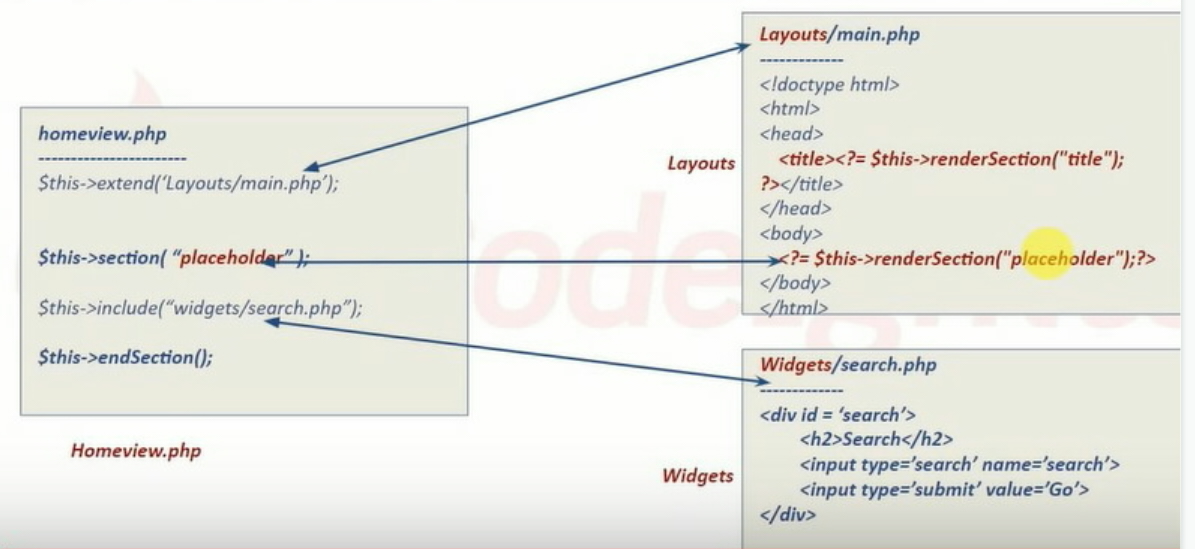 homeview.php
-----------------------
$this->extend(‘Layouts/main.php’);
$this->section( “placeholder” );
$this->include(“widgets/search.php”);
$this->endSection();
Homeview.php
Layouts
Layouts/main.php
-------------
<!doctype html>
<html>
<head>
<title><?= $this->renderSection("title");
?></title>
</head>
<body>
<?= $this->renderSection("placeholder");?>
</body>
</html>
Widgets
Widgets/search.php
-------------
<div id = ‘search’>
<h2>Search</h2>
<input type=’search’ name=’search’>
<input type=’submit’ value=’Go’>
</div>